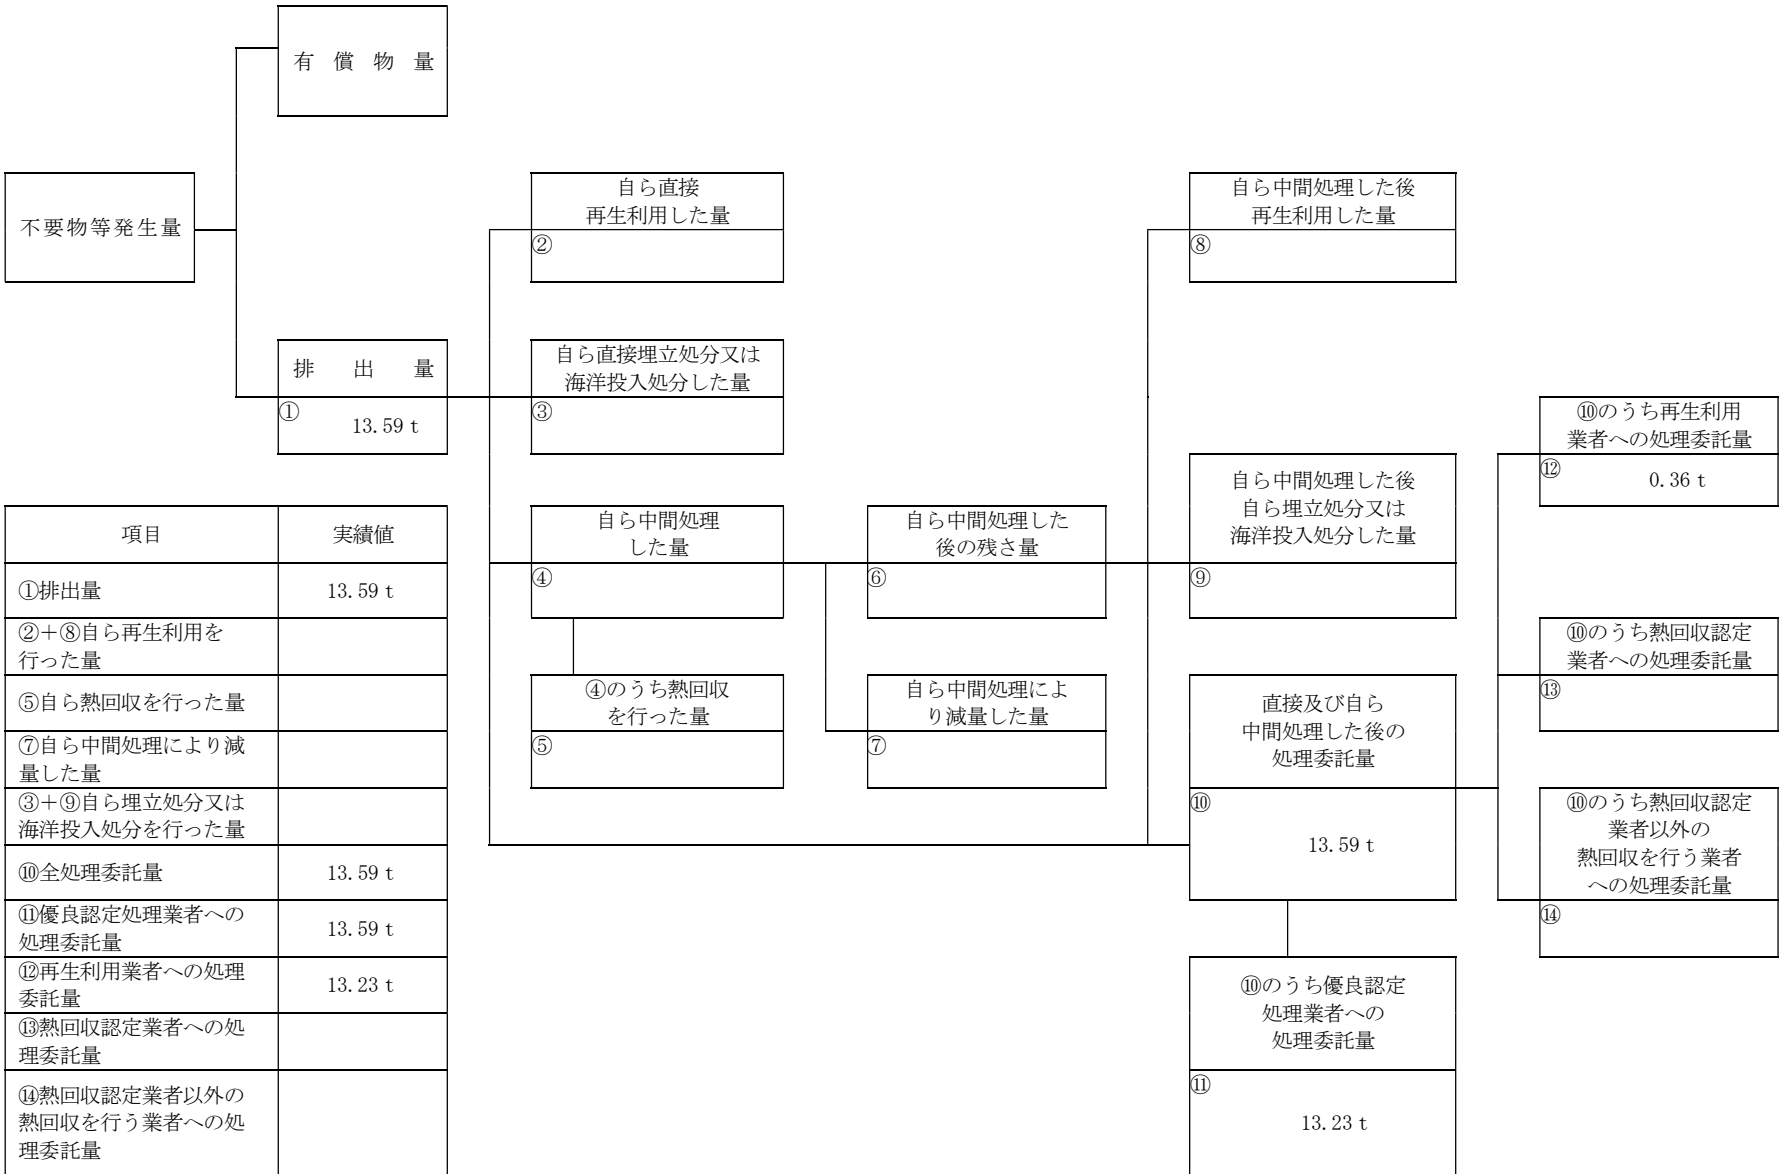 有 償 物 量
不要物等発生量
自ら直接
再生利用した量
②
自ら中間処理した後
再生利用した量
⑧
排 出 量
① 13.59 t
自ら直接埋立処分又は
海洋投入処分した量
③
⑩のうち再生利用
業者への処理委託量
⑫ 0.36 t
自ら中間処理した後
自ら埋立処分又は
海洋投入処分した量
⑨
自ら中間処理
した量
④
自ら中間処理した
後の残さ量
⑥
⑩のうち熱回収認定
業者への処理委託量
⑬
④のうち熱回収
を行った量
⑤
自ら中間処理によ
り減量した量
⑦
直接及び自ら
中間処理した後の
処理委託量
⑩
13.59 t
⑩のうち熱回収認定
業者以外の
熱回収を行う業者
への処理委託量
⑭
⑩のうち優良認定
処理業者への
処理委託量
⑪
13.23 t
項目 実績値
①排出量 13.59 t
②+⑧自ら再生利用を
行った量
⑤自ら熱回収を行った量
⑦自ら中間処理により減
量した量
③+⑨自ら埋立処分又は
海洋投入処分を行った量
⑩全処理委託量 13.59 t
⑪優良認定処理業者への
処理委託量 13.59 t
⑫再生利用業者への処理
委託量 13.23 t
⑬熱回収認定業者への処
理委託量
⑭熱回収認定業者以外の
熱回収を行う業者への処
理委託量